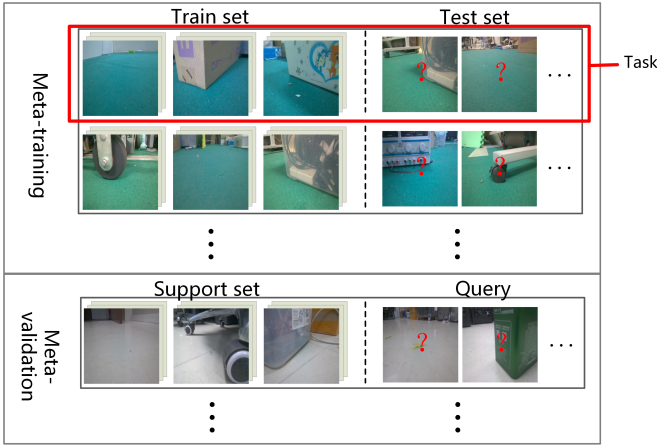 Train set
Test set
Task
Meta-training
?
?
...
?
?
...
Support set
Query
Meta-
validation
?
?
...